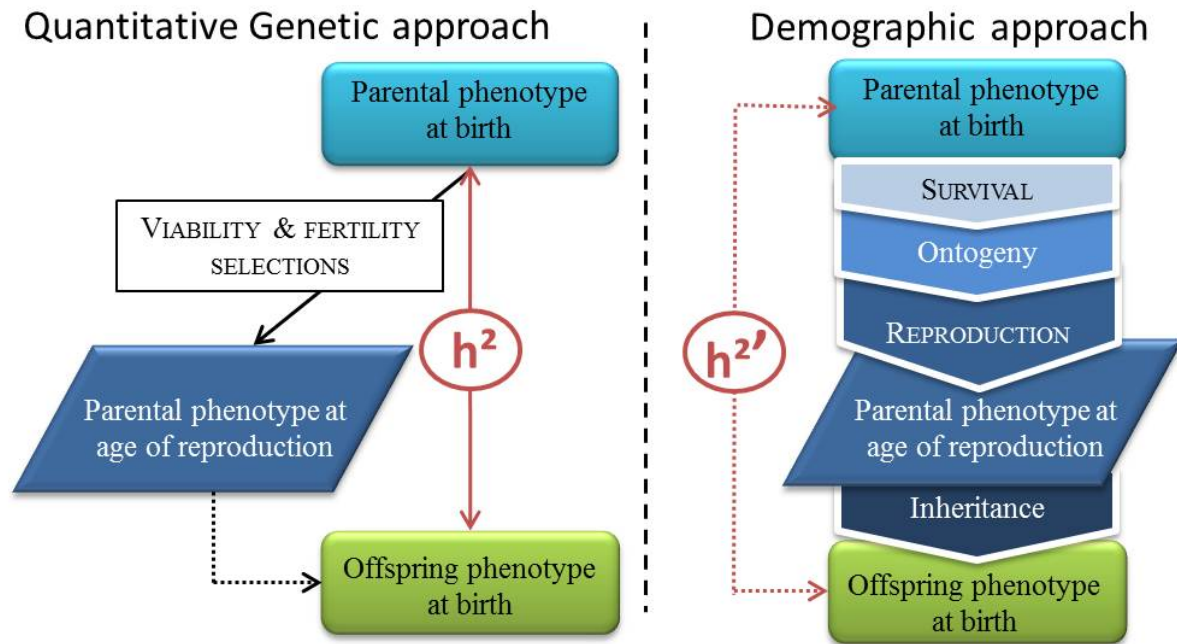 Quantitative Genetic approach
Parental phenotype
at birth
VIABILITY & FERTILITY
SELECTIONS
h²
Parental phenotype at
age of reproduction
Offspring phenotype
at birth
Demographic approach
Parental phenotype
at birth
SURVIVAL
Ontogeny
REPRODUCTION
h²′
Parental phenotype at
age of reproduction
Inheritance
Offspring phenotype
at birth